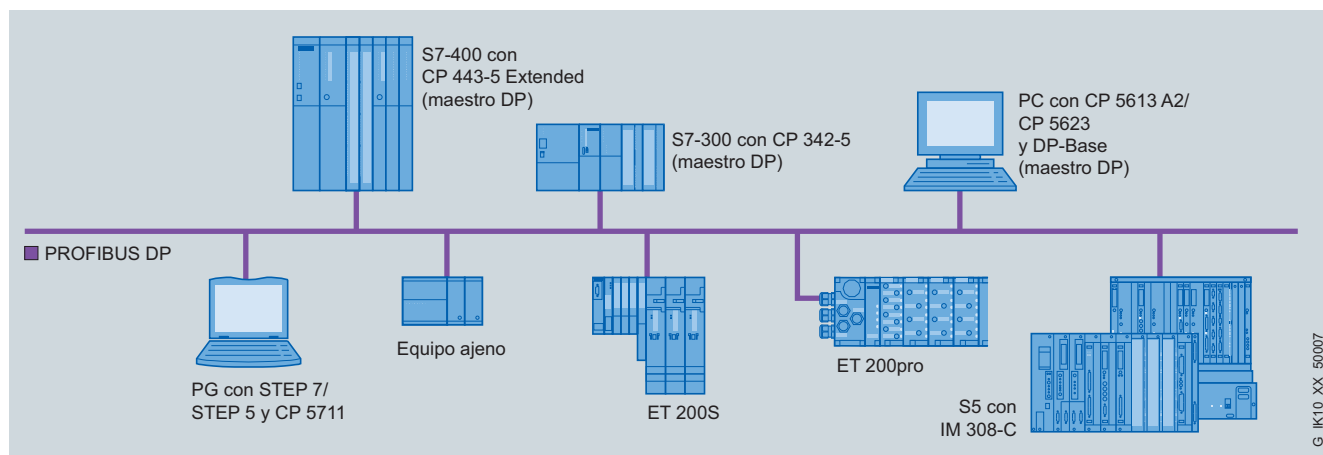 S7-400 con
CP 443-5 Extended
(maestro DP)
S7-300 con CP 342-5
(maestro DP)
PC con CP 5613 A2/
CP 5623
y DP-Base
(maestro DP)
PROFIBUS DP
PG con STEP 7/
STEP 5 y CP 5711
Equipo ajeno
ET 200S
ET 200pro
S5 con
IM 308-C
G_IK10_XX_50007